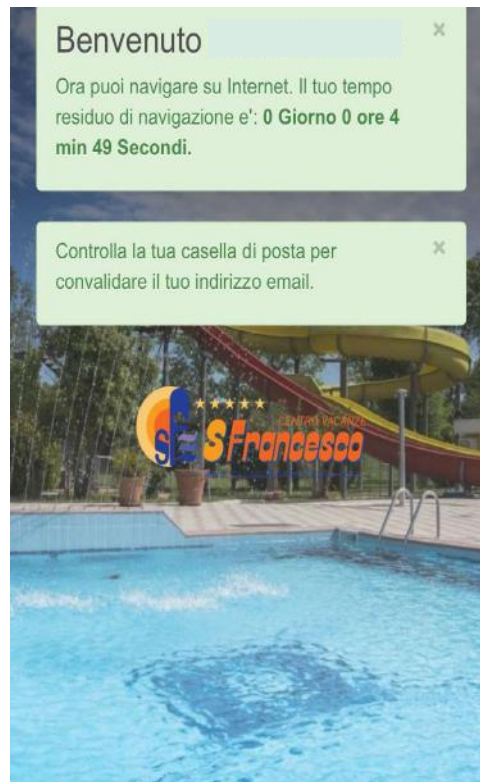 Benvenuto
Ora puoi navigare su Internet. Il tuo tempo
residuo di navigazione e': 0 Giorno 0 ore 4
min 49 Secondi.
Controlla la tua casella di posta per
convalidare il tuo indirizzo email.
CENTRO VACANZE
S Francesco